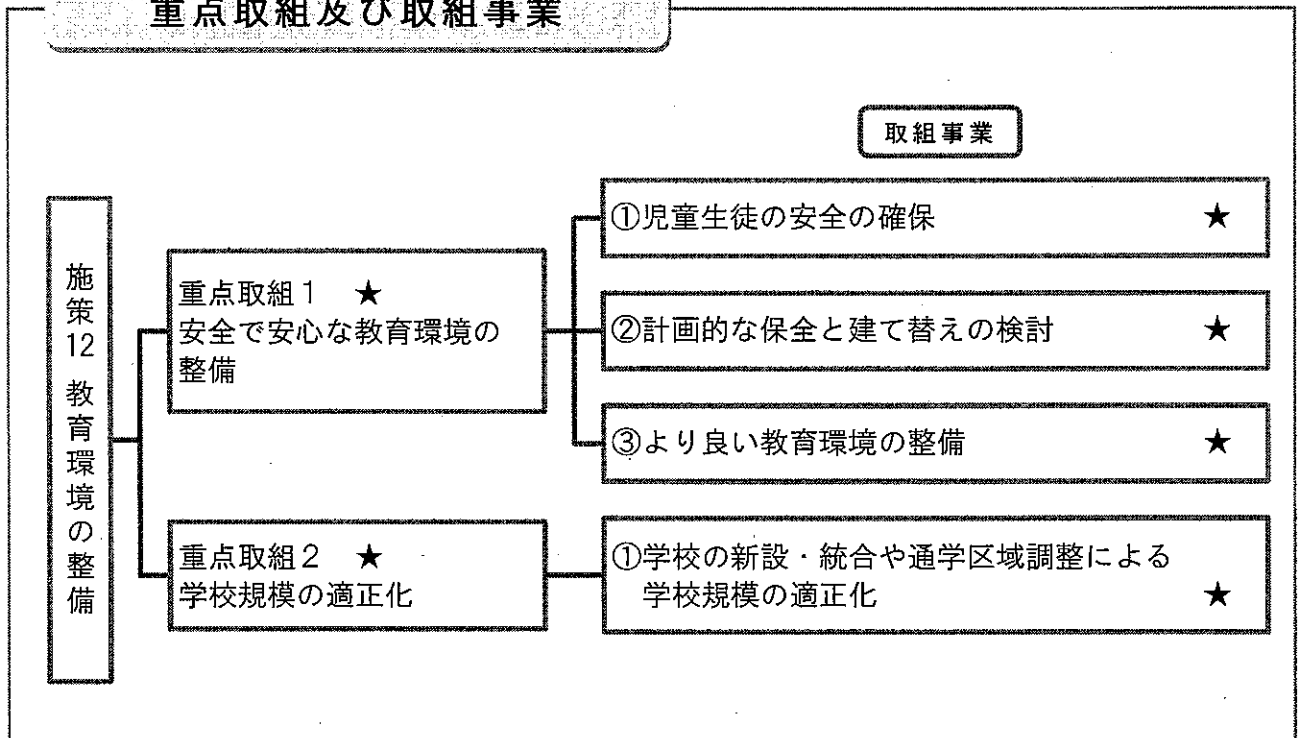 重点取組及び取組事業
取組事業
施策12 教育環境の整備
重点取組1 ★
安全で安心な教育環境の
整備
①児童生徒の安全の確保 ★
②計画的な保全と建て替えの検討 ★
③より良い教育環境の整備 ★
重点取組2 ★
学校規模の適正化
①学校の新設・統合や通学区域調整による
学校規模の適正化 ★